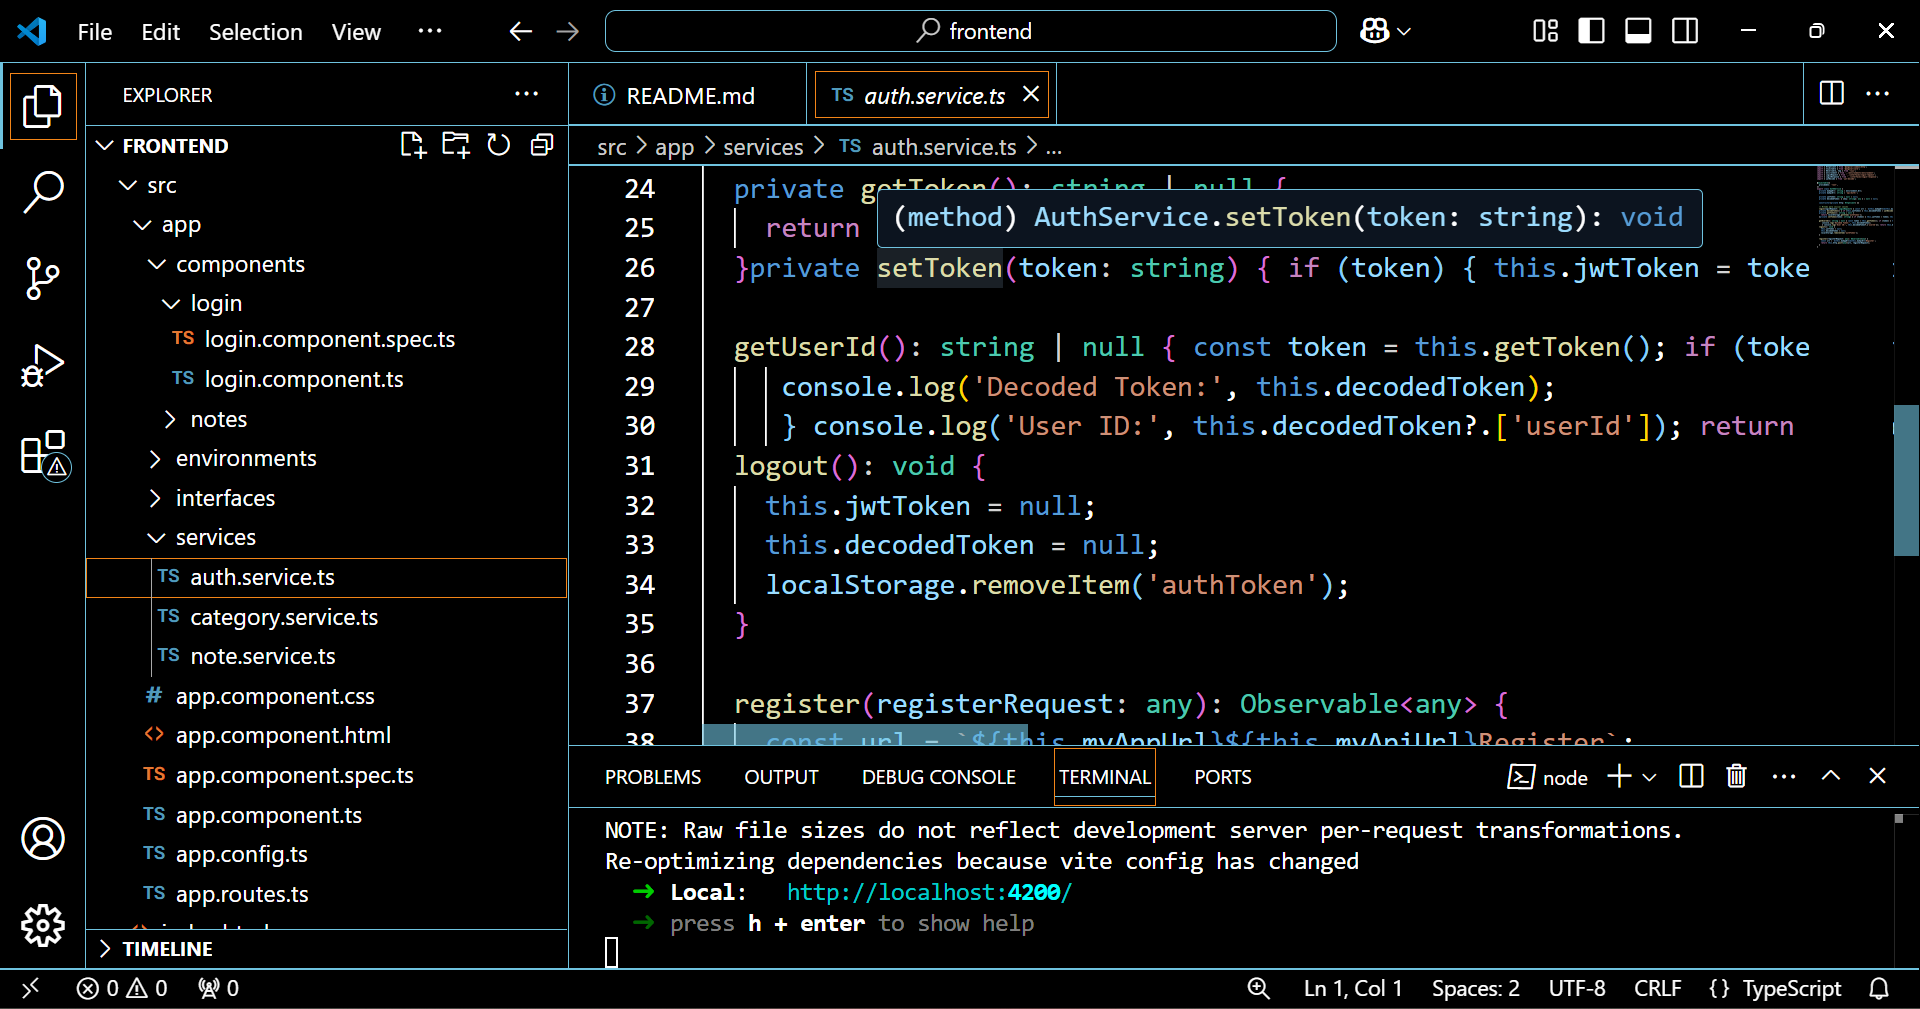 File Edit Selection View ··· frontend
EXPLORER ···
FRONTEND
src
app
components
login
TS login.component.spec.ts
TS login.component.ts
notes
environments
interfaces
services
TS auth.service.ts
TS category.service.ts
TS note.service.ts
# app.component.css
<> app.component.html
TS app.component.spec.ts
TS app.component.ts
TS app.config.ts
TS app.routes.ts
TIMELINE
README.md TS auth.service.ts
src > app > services > TS auth.service.ts > ...
24 private getToken(): string | null {
(method) AuthService.setToken(token: string): void
25 return
26 }private setToken(token: string) { if (token) { this.jwtToken = toke
27
28 getUserId(): string | null { const token = this.getToken(); if (toke
29 console.log('Decoded Token:', this.decodedToken);
30 } console.log('User ID:', this.decodedToken?.['userId']); return
31 logout(): void {
32 this.jwtToken = null;
33 this.decodedToken = null;
34 localStorage.removeItem('authToken');
35 }
36
37 register(registerRequest: any): Observable<any> {
38 const url = `${this.myAppUrl}${this.myApiUrl}Register`;
PROBLEMS OUTPUT DEBUG CONSOLE TERMINAL PORTS node
NOTE: Raw file sizes do not reflect development server per-request transformations.
Re-optimizing dependencies because vite config has changed
➜ Local: http://localhost:4200/
➜ press h + enter to show help
0 0 0 Ln 1, Col 1 Spaces: 2 UTF-8 CRLF {} TypeScript